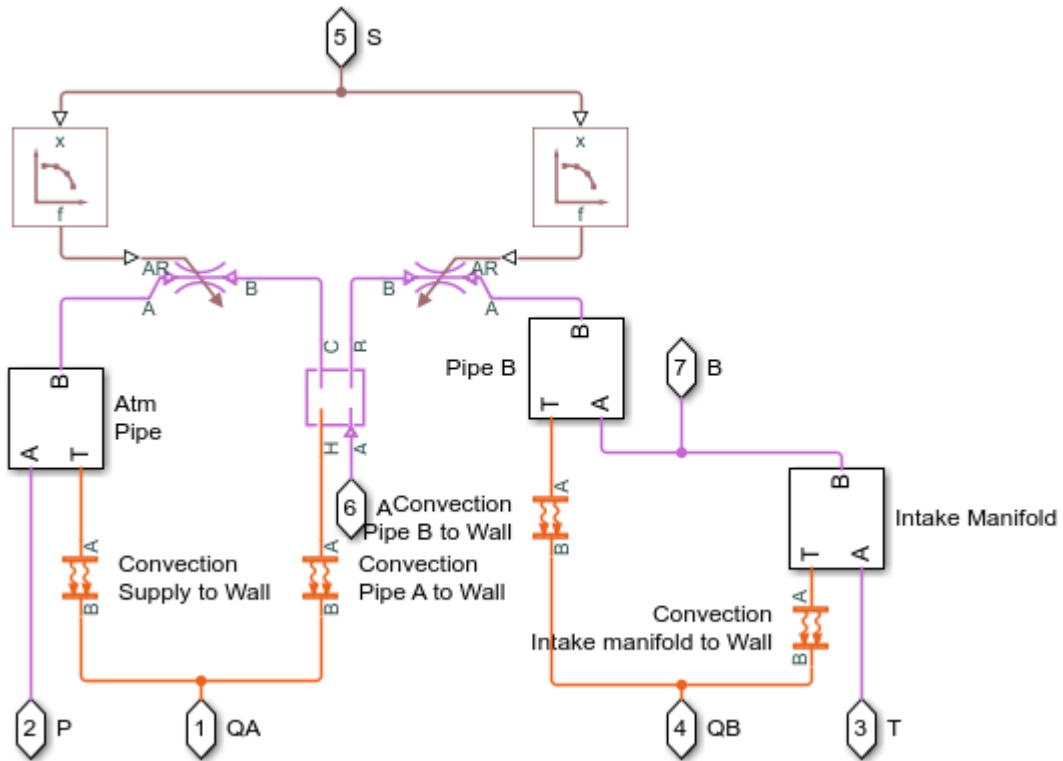 5 S
x
x
f
f
AR
AR
B
B
A
A
C
R
B
B
Pipe B
7 B
Atm
Pipe
A
T
T
A
H
A
6 A
B
Intake Manifold
Convection
Pipe B to Wall
A
B
T
A
A
Convection
Supply to Wall
B
A
Convection
Pipe A to Wall
B
A
Convection
Intake manifold to Wall
B
2 P
1 QA
4 QB
3 T